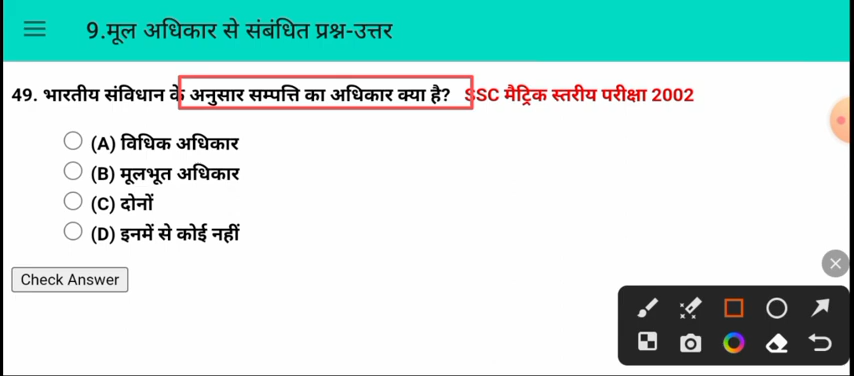 9.मूल अधिकार से संबंधित प्रश्न-उत्तर
49. भारतीय संविधान के अनुसार सम्पत्ति का अधिकार क्या है? SSC मैट्रिक स्तरीय परीक्षा 2002
(A) विधिक अधिकार
(B) मूलभूत अधिकार
(C) दोनों
(D) इनमें से कोई नहीं
Check Answer